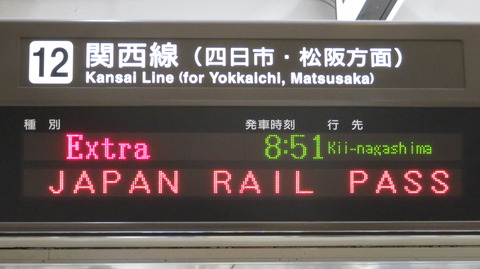 12 関西線（四日市・松阪方面）
Kansai Line (for Yokkaichi, Matsusaka)
種別 発車時刻 行先
Extra 8:51 Kii-nagashima
JAPAN RAIL PASS